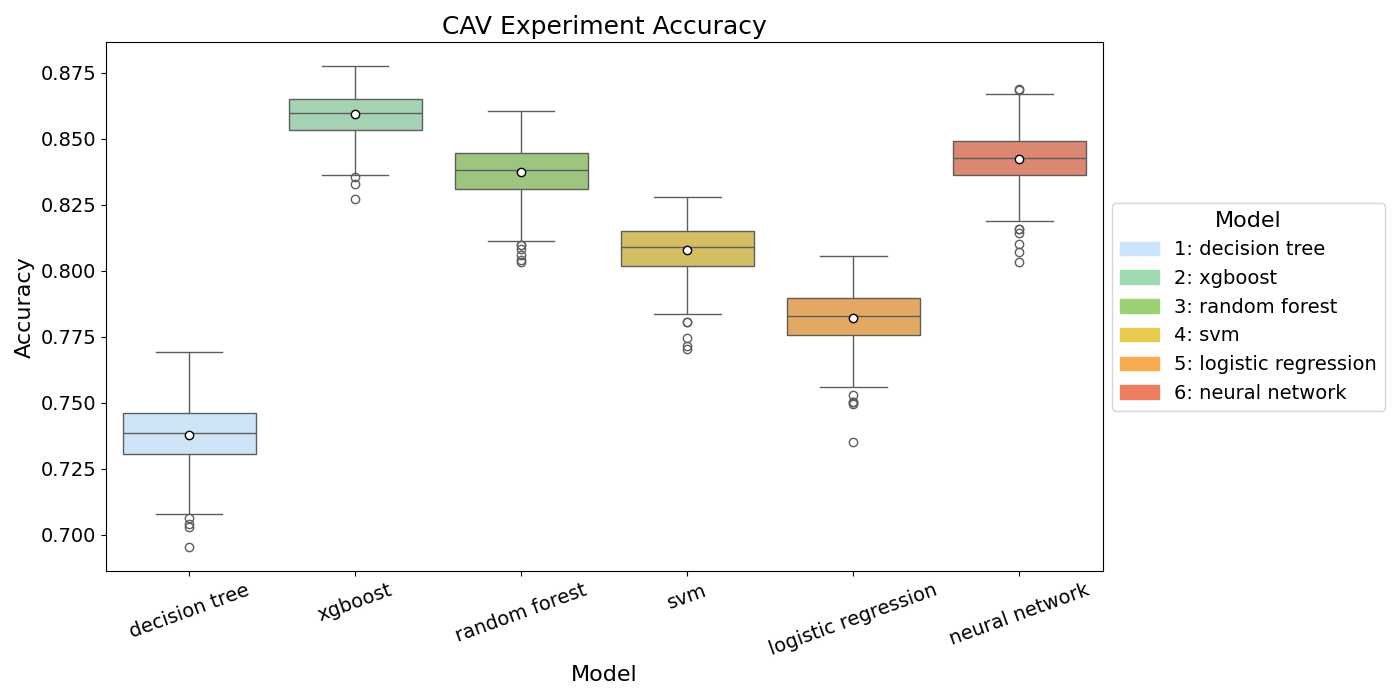 CAV Experiment Accuracy
Accuracy
0.875
0.850
0.825
0.800
0.775
0.750
0.725
0.700
decision tree
xgboost
random forest
svm
logistic regression
neural network
Model
Model
1: decision tree
2: xgboost
3: random forest
4: svm
5: logistic regression
6: neural network